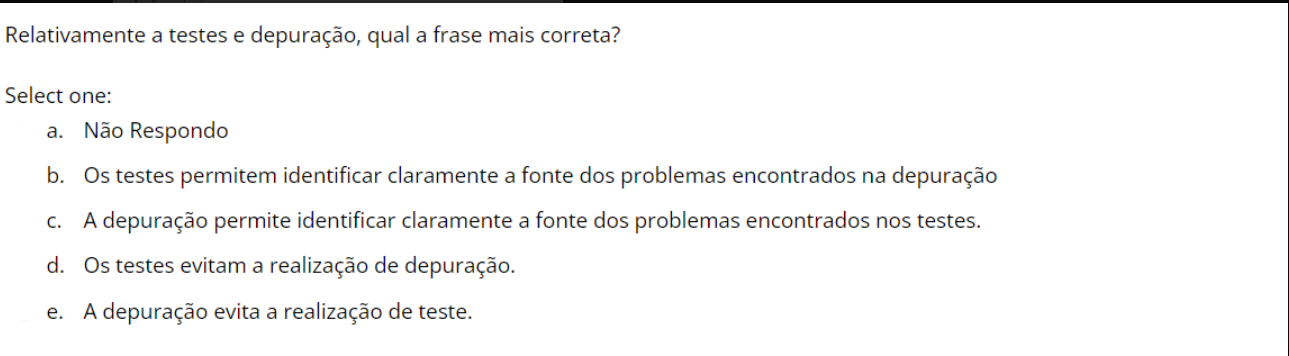 Relativamente a testes e depuração, qual a frase mais correta?
Select one:
a. Não Respondo
b. Os testes permitem identificar claramente a fonte dos problemas encontrados na depuração
c. A depuração permite identificar claramente a fonte dos problemas encontrados nos testes.
d. Os testes evitam a realização de depuração.
e. A depuração evita a realização de teste.